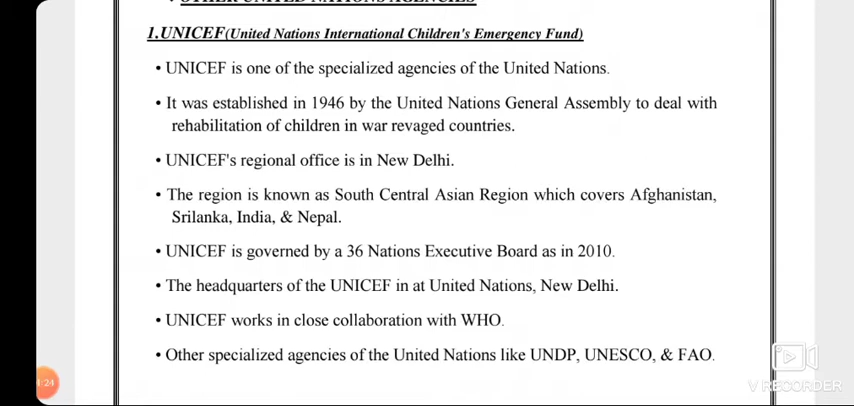 • OTHER UNITED NATIONS AGENCIES
1.UNICEF(United Nations International Children's Emergency Fund)
• UNICEF is one of the specialized agencies of the United Nations.
• It was established in 1946 by the United Nations General Assembly to deal with
rehabilitation of children in war revaged countries.
• UNICEF's regional office is in New Delhi.
• The region is known as South Central Asian Region which covers Afghanistan,
Srilanka, India, & Nepal.
• UNICEF is governed by a 36 Nations Executive Board as in 2010.
• The headquarters of the UNICEF in at United Nations, New Delhi.
• UNICEF works in close collaboration with WHO.
• Other specialized agencies of the United Nations like UNDP, UNESCO, & FAO.
:24
V RECORDER